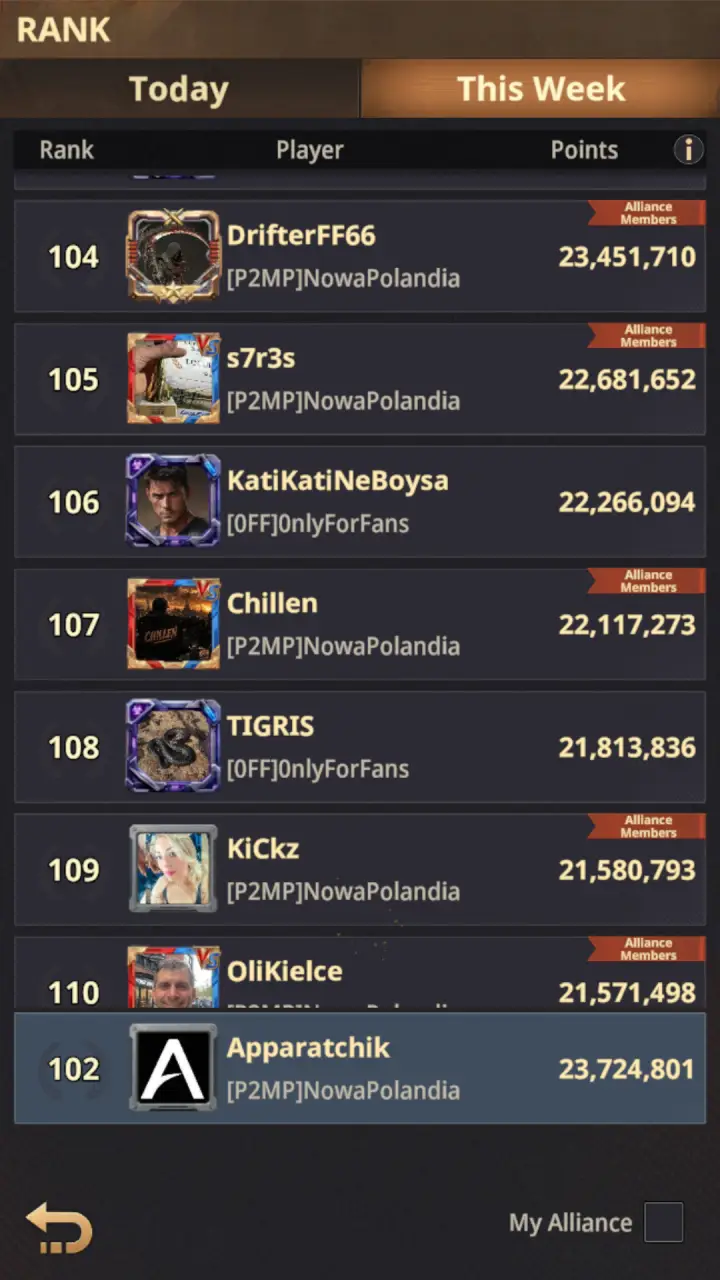 RANK
Today
This Week
Rank
Player
Points
i
Alliance
Members
104
DrifterFF66
[P2MP]NowaPolandia
23,451,710
Alliance
Members
105
s7r3s
[P2MP]NowaPolandia
22,681,652
106
KatiKatiNeBoysa
[0FF]0nlyForFans
22,266,094
Alliance
Members
107
CHILLEN
Chillen
[P2MP]NowaPolandia
22,117,273
108
TIGRIS
[0FF]0nlyForFans
21,813,836
Alliance
Members
109
KiCkz
[P2MP]NowaPolandia
21,580,793
Alliance
Members
110
OliKielce
21,571,498
102
A
Apparatchik
[P2MP]NowaPolandia
23,724,801
My Alliance